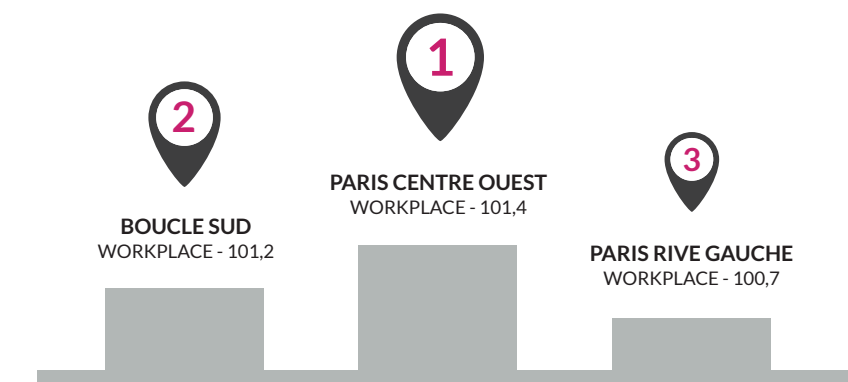 1
PARIS CENTRE OUEST
WORKPLACE - 101,4
2
BOUCLE SUD
WORKPLACE - 101,2
3
PARIS RIVE GAUCHE
WORKPLACE - 100,7